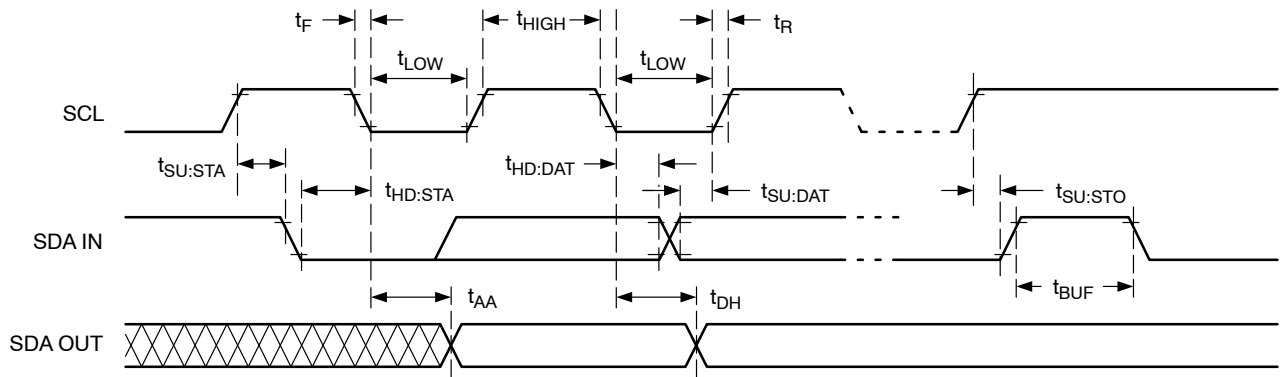 tF
tHIGH
tR
tLOW
tLOW
SCL
tSU:STA
tHD:STA
tHD:DAT
tSU:DAT
tSU:STO
SDA IN
tBUF
tAA
tDH
SDA OUT